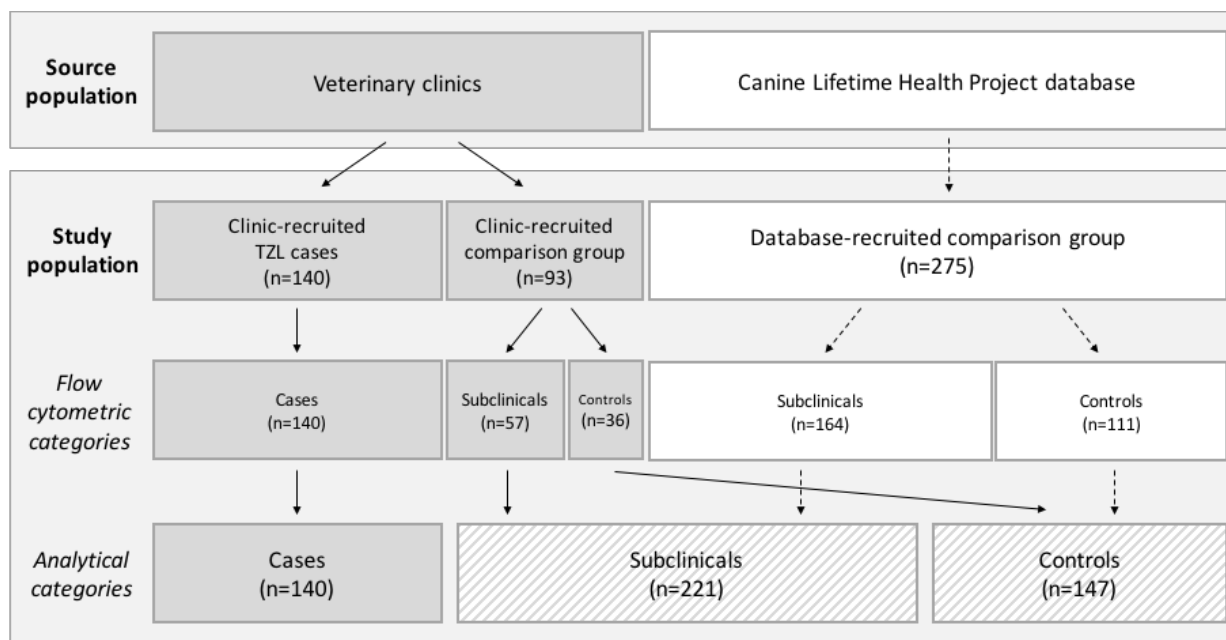 Source
population
Veterinary clinics
Canine Lifetime Health Project database
Study
population
Clinic-recruited
TZL cases
(n=140)
Clinic-recruited
comparison group
(n=93)
Database-recruited comparison group
(n=275)
Flow
cytometric
categories
Cases
(n=140)
Subclinicals
(n=57)
Controls
(n=36)
Subclinicals
(n=164)
Controls
(n=111)
Analytical
categories
Cases
(n=140)
Subclinicals
(n=221)
Controls
(n=147)